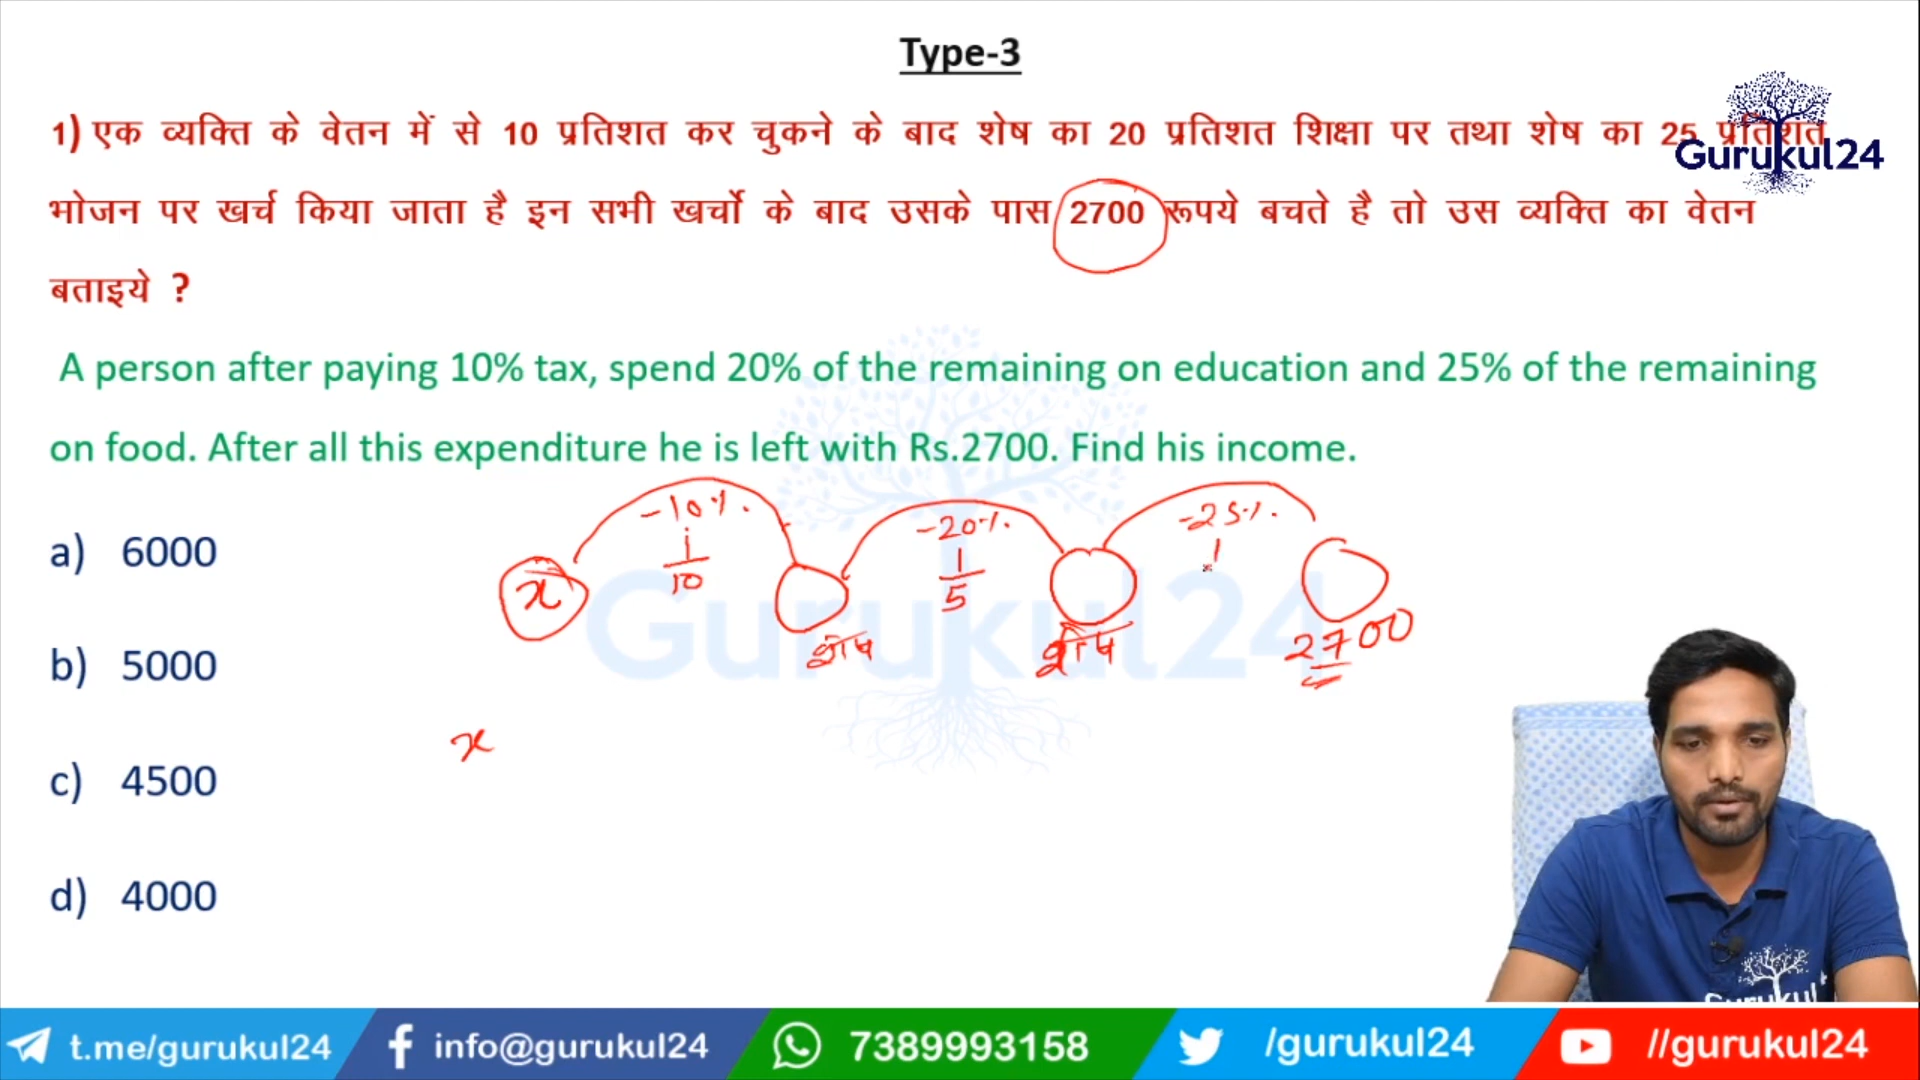 Type-3
Gurukul24
1) एक व्यक्ति के वेतन में से 10 प्रतिशत कर चुकने के बाद शेष का 20 प्रतिशत शिक्षा पर तथा शेष का 25 प्रतिशत
भोजन पर खर्च किया जाता है इन सभी खर्चो के बाद उसके पास 2700 रूपये बचते है तो उस व्यक्ति का वेतन
बताइये ?
A person after paying 10% tax, spend 20% of the remaining on education and 25% of the remaining
on food. After all this expenditure he is left with Rs.2700. Find his income.
-10% -20% -25%
1/10 1/5 1
x
शेष शेष 2700
x
Gurukul24
a) 6000
b) 5000
c) 4500
d) 4000
Gurukul
t.me/gurukul24 info@gurukul24 7389993158 /gurukul24 //gurukul24